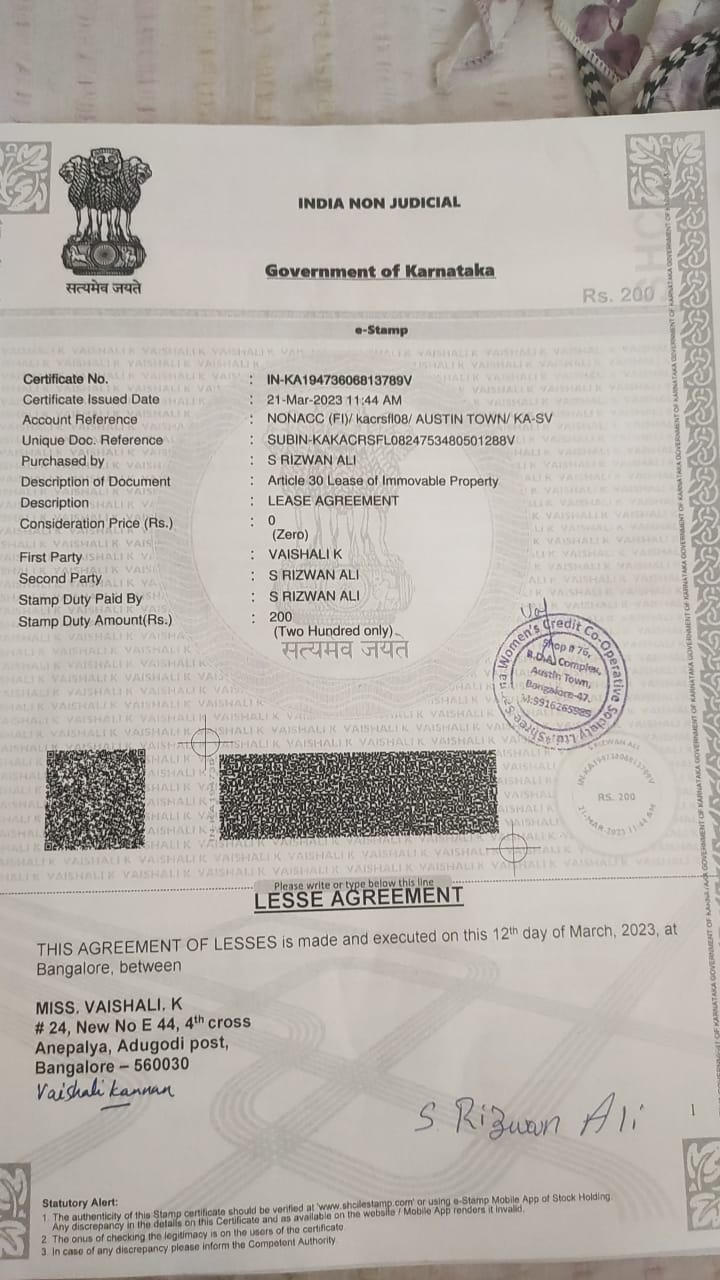 INDIA NON JUDICIAL
Government of Karnataka
सत्यमेव जयते
Rs. 200
e-Stamp
Certificate No. : IN-KA19473606813789V
Certificate Issued Date : 21-Mar-2023 11:44 AM
Account Reference : NONACC (FI)/ kacrsfl08/ AUSTIN TOWN/ KA-SV
Unique Doc. Reference : SUBIN-KAKACRSFL0824753480501288V
Purchased by : S RIZWAN ALI
Description of Document : Article 30 Lease of Immovable Property
Description : LEASE AGREEMENT
Consideration Price (Rs.) : 0
(Zero)
First Party : VAISHALI K
Second Party : S RIZWAN ALI
Stamp Duty Paid By : S RIZWAN ALI
Stamp Duty Amount(Rs.) : 200
(Two Hundred only)
सत्यमेव जयते
Women's Credit Co-Operative Society Ltd.
Shop # 76,
B.D.A. Complex,
Austin Town,
Bangalore-47.
S RIZWAN ALI
IN-KA19473606813789V
RS. 200
21-MAR-2023 11:44 AM
Please write or type below this line
LESSE AGREEMENT
THIS AGREEMENT OF LESSES is made and executed on this 12th day of March, 2023, at
Bangalore, between
MISS. VAISHALI. K
# 24, New No E 44, 4th cross
Anepalya, Adugodi post,
Bangalore – 560030
Vaishali Kannan
S Rizwan Ali
1
Statutory Alert:
1. The authenticity of this Stamp certificate should be verified at 'www.shcilestamp.com' or using e-Stamp Mobile App of Stock Holding.
Any discrepancy in the details on this Certificate and as available on the website / Mobile App renders it invalid.
2. The onus of checking the legitimacy is on the users of the certificate.
3. In case of any discrepancy please inform the Competent Authority.